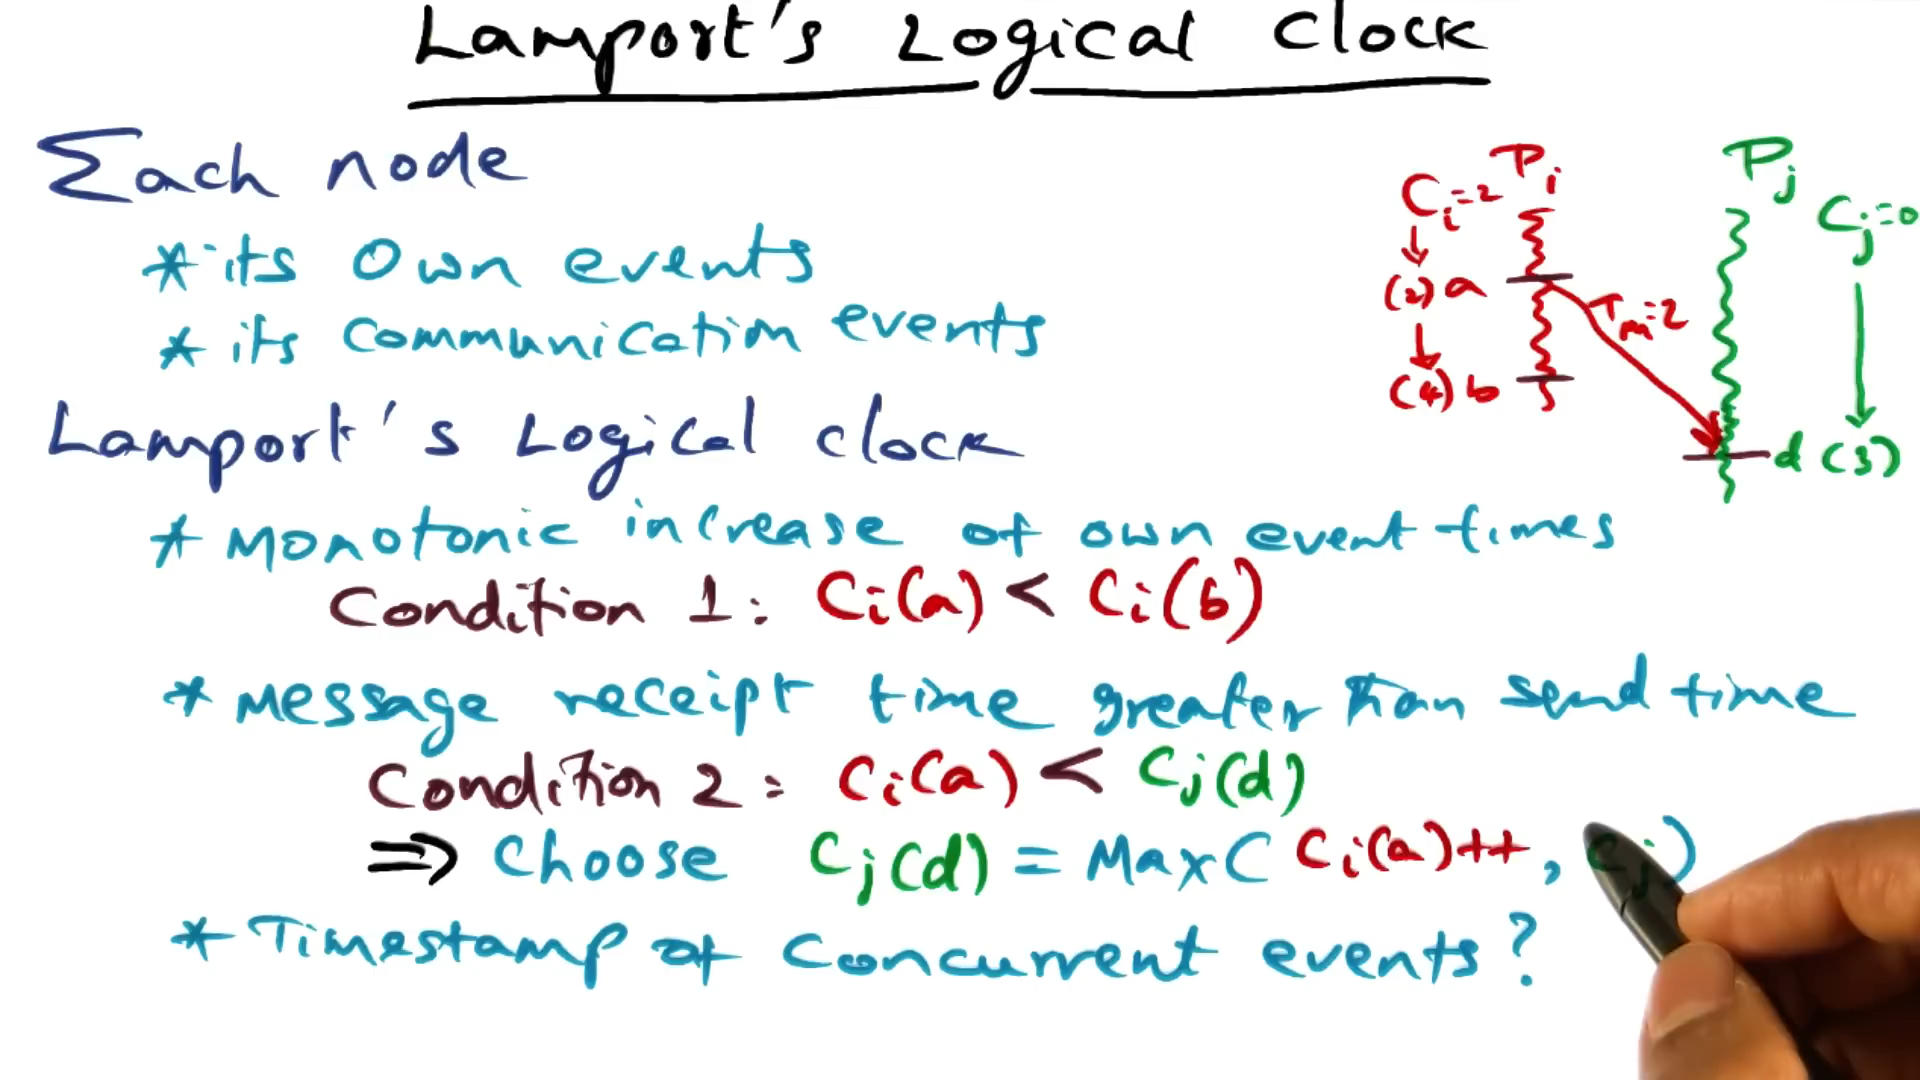 Lamport's Logical Clock
Each node
* its own events
* its communication events
Lamport's Logical clock
* Monotonic increase of own event times
Condition 1: Ci(a) < Ci(b)
* Message receipt time greater than send time
Condition 2: Ci(a) < Cj(d)
⇒ Choose Cj(d) = Max( Ci(a)++, Cj)
* Timestamp of concurrent events?
Pi
Ci=2
(2) a
(4) b
Tm=2
Pj
Cj=0
d (3)